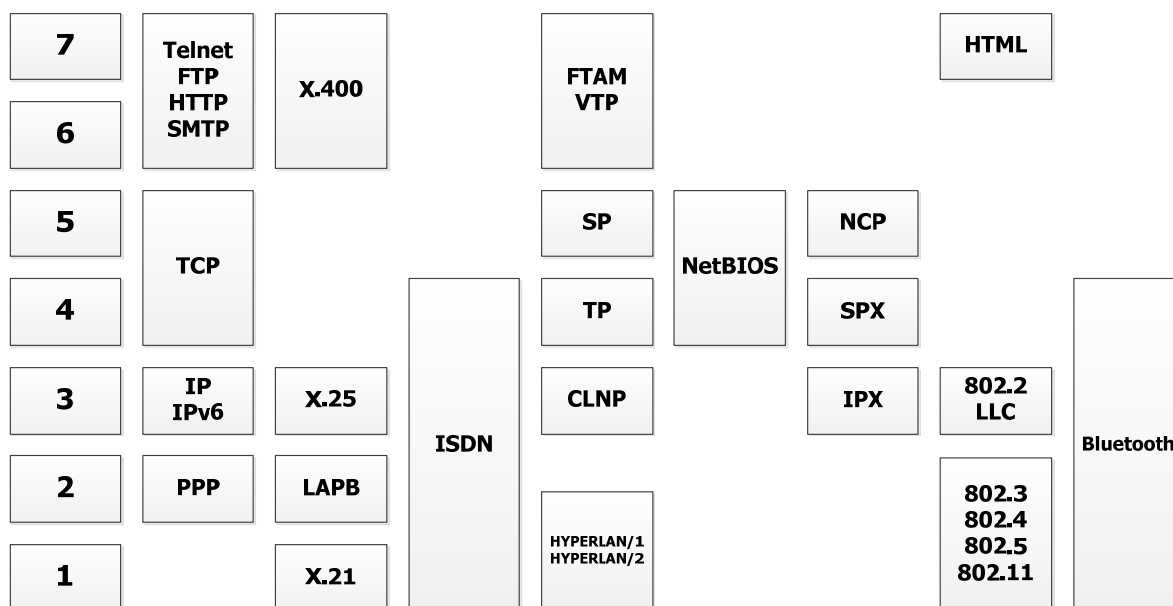 7
6
5
4
3
2
1
Telnet
FTP
HTTP
SMTP
TCP
IP
IPv6
PPP
X.400
X.25
LAPB
X.21
ISDN
FTAM
VTP
SP
TP
CLNP
HYPERLAN/1
HYPERLAN/2
NetBIOS
NCP
SPX
IPX
HTML
802.2
LLC
802.3
802.4
802.5
802.11
Bluetooth